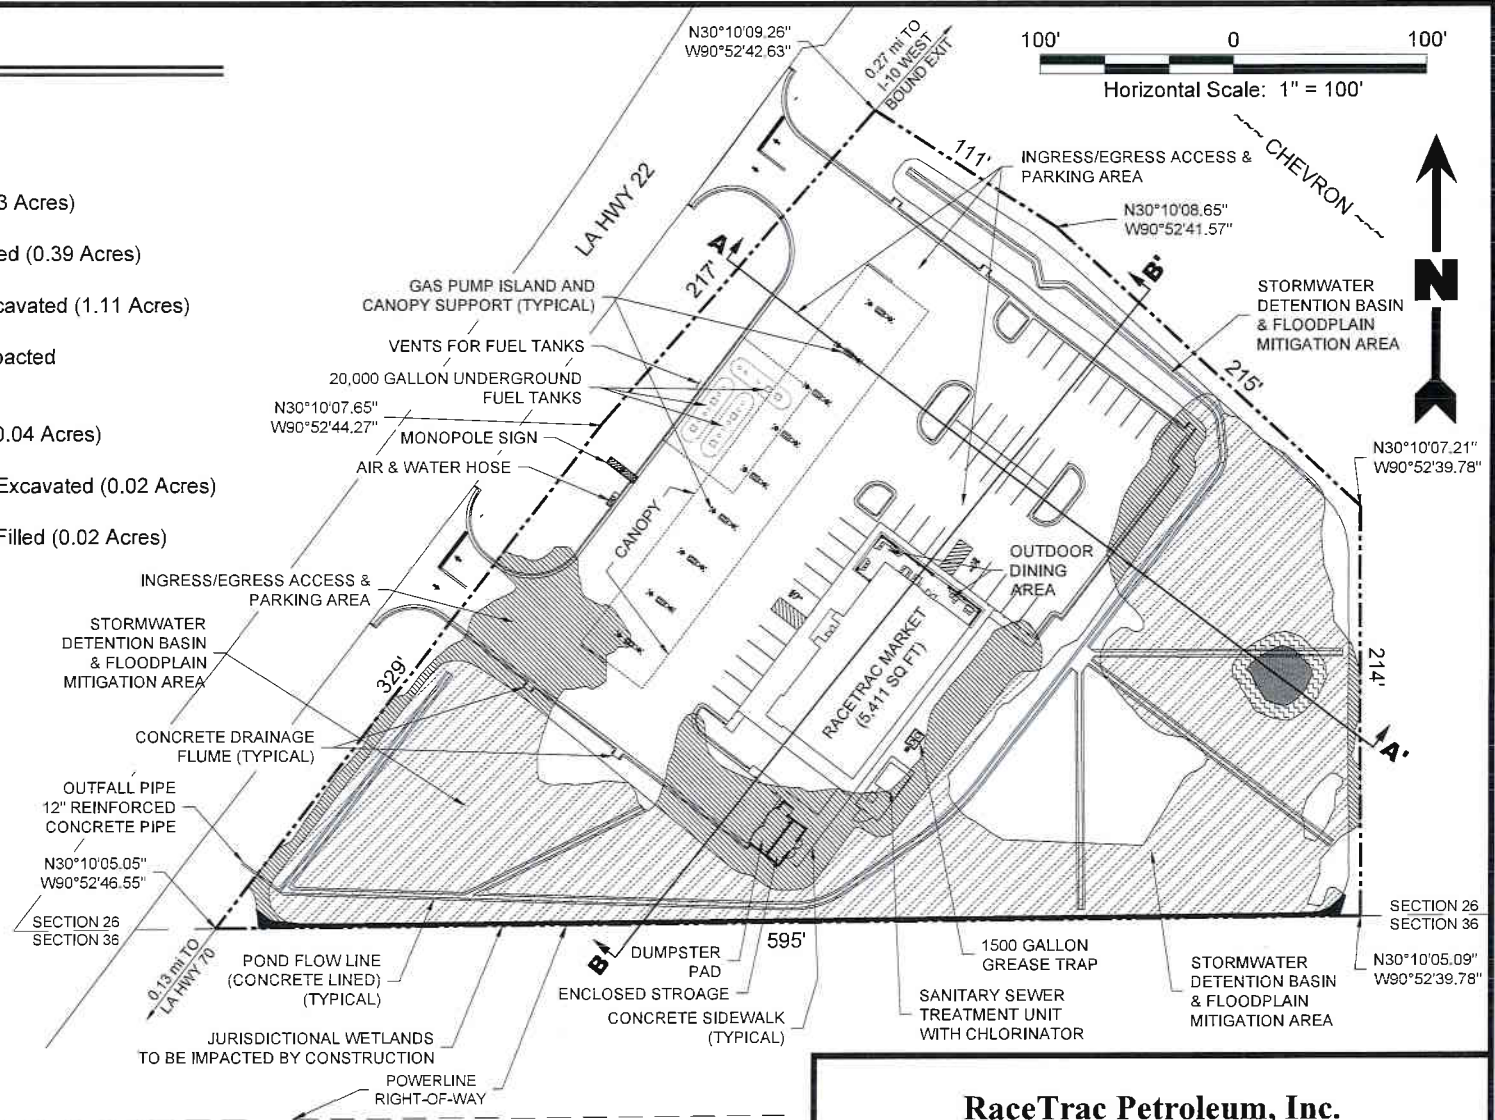 N30°10'09.26"
W90°52'42.63"
0.27 mi TO
I-10 WEST
BOUND EXIT
100' 0 100'
Horizontal Scale: 1" = 100'
~~~~ CHEVRON ~~~~
3 Acres)
ed (0.39 Acres)
cavated (1.11 Acres)
pacted
0.04 Acres)
Excavated (0.02 Acres)
Filled (0.02 Acres)
LA HWY 22
111'
INGRESS/EGRESS ACCESS &
PARKING AREA
N30°10'08.65"
W90°52'41.57"
N
A
217'
B'
GAS PUMP ISLAND AND
CANOPY SUPPORT (TYPICAL)
STORMWATER
DETENTION BASIN
& FLOODPLAIN
MITIGATION AREA
VENTS FOR FUEL TANKS
20,000 GALLON UNDERGROUND
FUEL TANKS
215'
N30°10'07.65"
W90°52'44.27"
MONOPOLE SIGN
AIR & WATER HOSE
N30°10'07.21"
W90°52'39.78"
CANOPY
OUTDOOR
DINING
AREA
INGRESS/EGRESS ACCESS &
PARKING AREA
STORMWATER
DETENTION BASIN
& FLOODPLAIN
MITIGATION AREA
329'
RACETRAC MARKET
(5,411 SQ FT)
214'
A'
CONCRETE DRAINAGE
FLUME (TYPICAL)
OUTFALL PIPE
12" REINFORCED
CONCRETE PIPE
N30°10'05.05"
W90°52'46.55"
SECTION 26
SECTION 36
SECTION 26
SECTION 36
0.13 mi TO
LA HWY 70
POND FLOW LINE
(CONCRETE LINED)
(TYPICAL)
B
DUMPSTER
PAD
595'
1500 GALLON
GREASE TRAP
N30°10'05.09"
W90°52'39.78"
ENCLOSED STROAGE
CONCRETE SIDEWALK
(TYPICAL)
SANITARY SEWER
TREATMENT UNIT
WITH CHLORINATOR
STORMWATER
DETENTION BASIN
& FLOODPLAIN
MITIGATION AREA
JURISDICTIONAL WETLANDS
TO BE IMPACTED BY CONSTRUCTION
POWERLINE
RIGHT-OF-WAY
RaceTrac Petroleum, Inc.